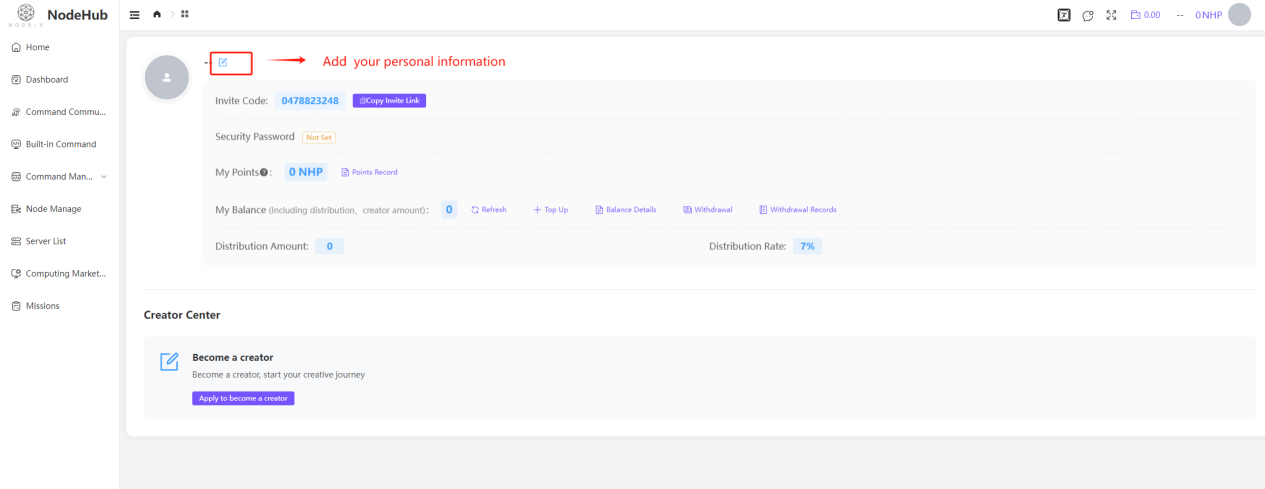 NodeHub
NODE-X
0.00 -- 0 NHP
Home
Dashboard
Command Commu...
Built-in Command
Command Man...
Node Manage
Server List
Computing Market...
Missions
-- Add your personal information
Invite Code: 0478823248 Copy Invite Link
Security Password Not Set
My Points?: 0 NHP Points Record
My Balance (Including distribution、creator amount)： 0 Refresh + Top Up Balance Details Withdrawal Withdrawal Records
Distribution Amount: 0 Distribution Rate: 7%
Creator Center
Become a creator
Become a creator, start your creative journey
Apply to become a creator